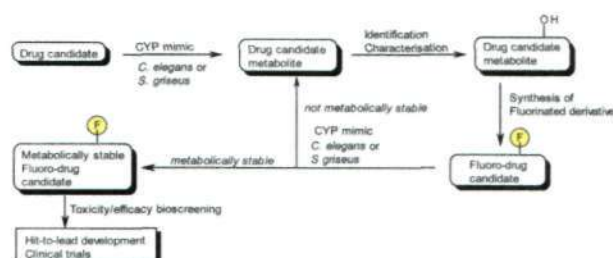 Drug candidate
CYP mimic
C. elegans or
S. griseus
Drug candidate
metabolite
Identification
Characterisation
OH
Drug candidate
metabolite
Synthesis of
Fluorinated derivative
F
Fluoro-drug
candidate
not metabolically stable
CYP mimic
C. elegans or
S griseus
metabolically stable
F
Metabolically stable
Fluoro-drug
candidate
Toxicity/efficacy bioscreening
Hit-to-lead development
Clinical trials